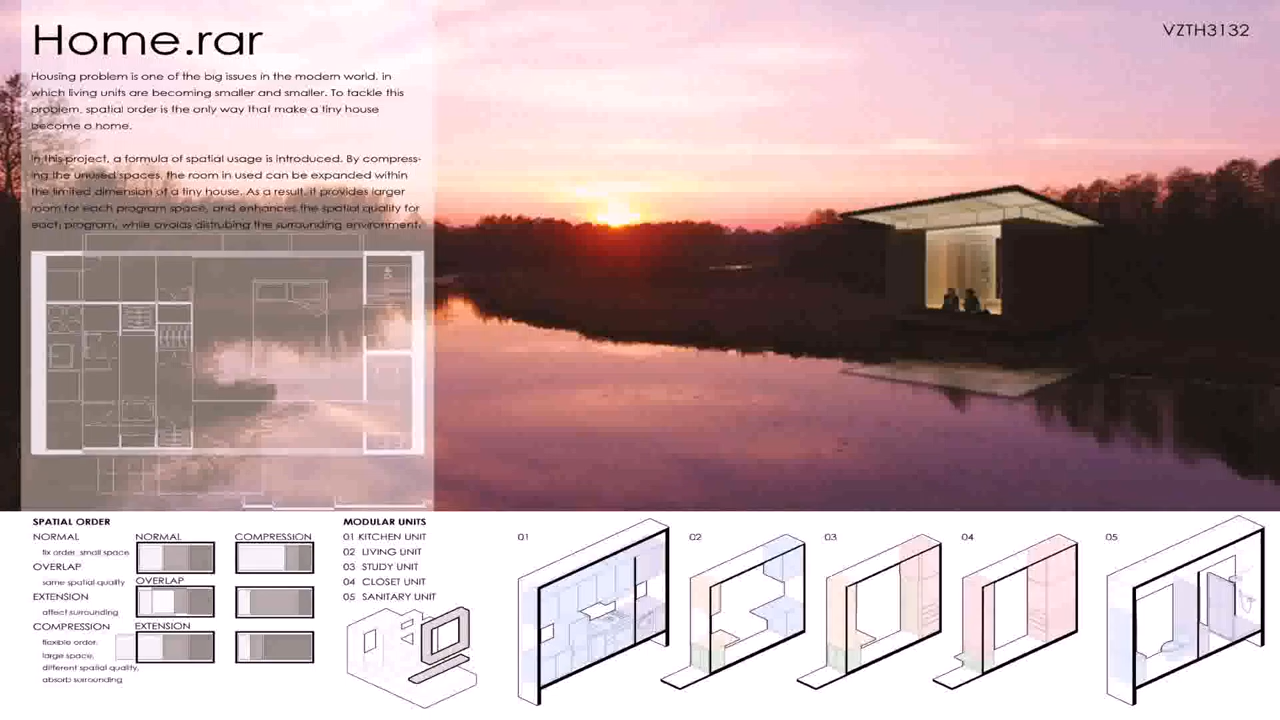 Home.rar
VZTH3132
Housing problem is one of the big issues in the modern world, in
which living units are becoming smaller and smaller. To tackle this
problem, spatial order is the only way that make a tiny house
become a home.
In this project, a formula of spatial usage is introduced. By compress-
ing the unused spaces, the room in used can be expanded within
the limited dimension of a tiny house. As a result, it provides larger
room for each program space, and enhances the spatial quality for
each program, while avoids distrubing the surrounding environment.
SPATIAL ORDER
NORMAL
fix order, small space
OVERLAP
same spatial quality
EXTENSION
affect surrounding
COMPRESSION
flexible order,
large space,
different spatial quality,
absorb surrounding
NORMAL
OVERLAP
EXTENSION
COMPRESSION
MODULAR UNITS
01 KITCHEN UNIT
02 LIVING UNIT
03 STUDY UNIT
04 CLOSET UNIT
05 SANITARY UNIT
01
02
03
04
05